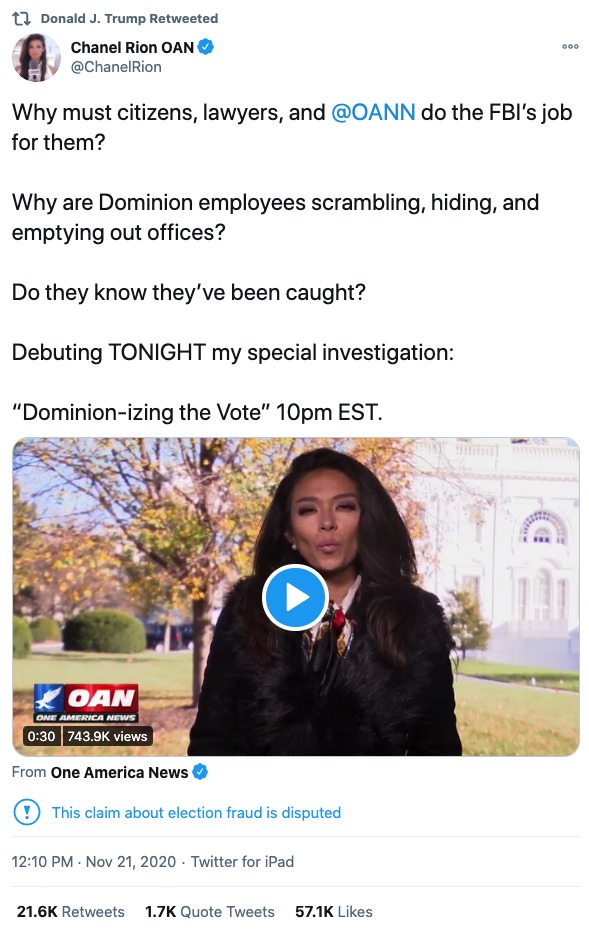 Donald J. Trump Retweeted
Chanel Rion OAN
@ChanelRion
Why must citizens, lawyers, and @OANN do the FBI’s job
for them?
Why are Dominion employees scrambling, hiding, and
emptying out offices?
Do they know they’ve been caught?
Debuting TONIGHT my special investigation:
“Dominion-izing the Vote” 10pm EST.
OAN
ONE AMERICA NEWS
0:30 743.9K views
From One America News
This claim about election fraud is disputed
12:10 PM · Nov 21, 2020 · Twitter for iPad
21.6K Retweets 1.7K Quote Tweets 57.1K Likes